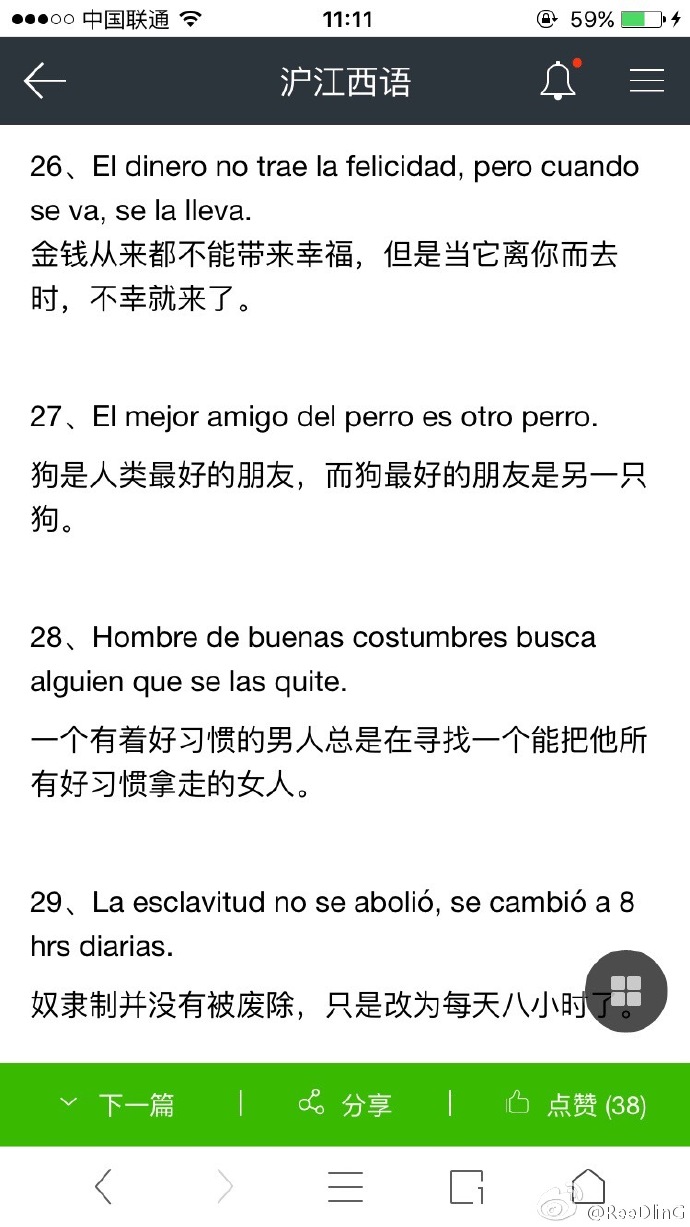 中国联通 11:11 59%
沪江西语
26、El dinero no trae la felicidad, pero cuando
se va, se la lleva.
金钱从来都不能带来幸福，但是当它离你而去
时，不幸就来了。
27、El mejor amigo del perro es otro perro.
狗是人类最好的朋友，而狗最好的朋友是另一只
狗。
28、Hombre de buenas costumbres busca
alguien que se las quite.
一个有着好习惯的男人总是在寻找一个能把他所
有好习惯拿走的女人。
29、La esclavitud no se abolió, se cambió a 8
hrs diarias.
奴隶制并没有被废除，只是改为每天八小时了。
下一篇 分享 点赞 (38)
1
@ReeDlinG